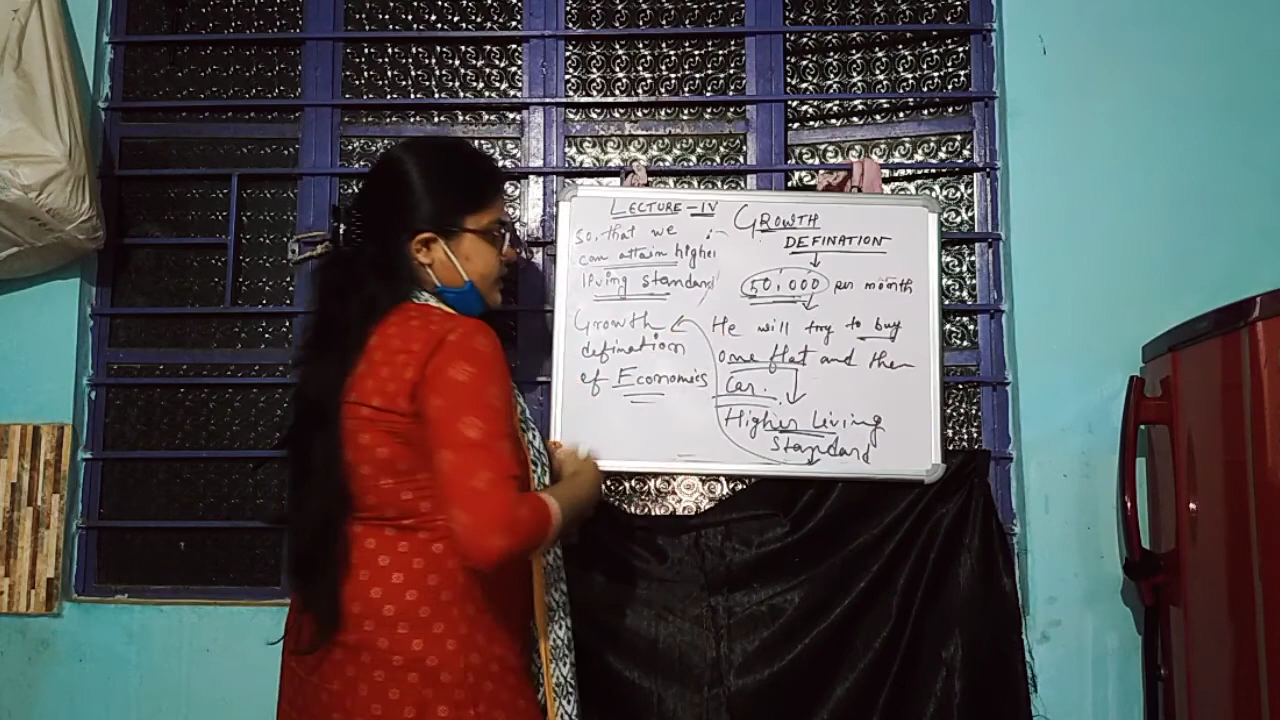 LECTURE-IV
So, that we
can attain higher
living standard
Growth
defination
of Economics
GROWTH
DEFINATION
50,000 per month
He will try to buy
one flat and then
Car.
Higher Living
Standard